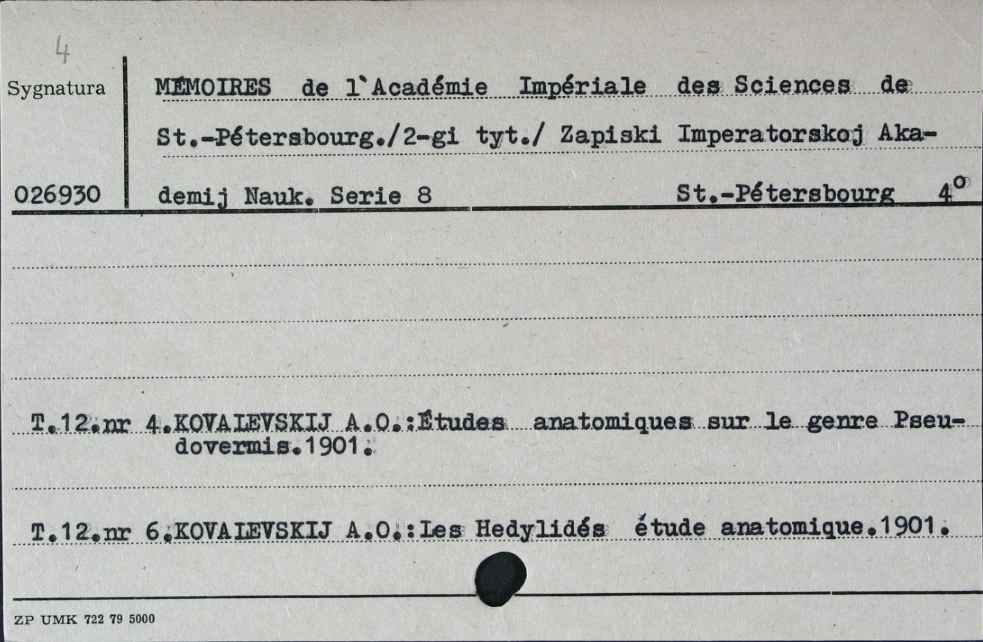 4
Sygnatura
MÉMOIRES de l`Académie Impériale des Sciences de
St.-Pétersbourg./2-gi tyt./ Zapiski Imperatorskoj Aka-
026930 demij Nauk. Serie 8 St.-Pétersbourg 4°
T.12.nr 4.KOVALEVSKIJ A.O.:Études anatomiques sur le genre Pseu-
dovermis.1901.
T.12.nr 6.KOVALEVSKIJ A.O.:Les Hedylidés étude anatomique.1901.
ZP UMK 722 79 5000